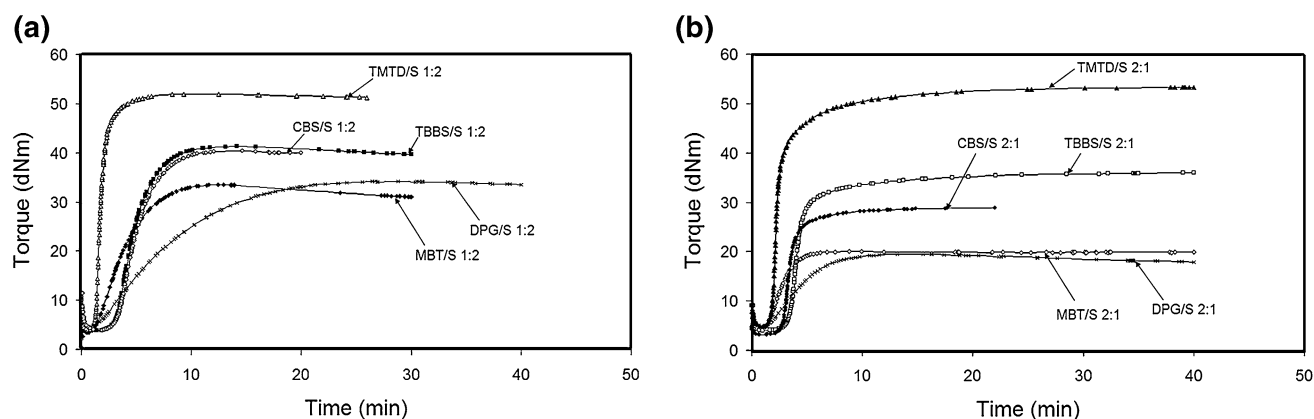 (a)
Torque (dNm)
60
50
40
30
20
10
0
TMTD/S 1:2
CBS/S 1:2
TBBS/S 1:2
DPG/S 1:2
MBT/S 1:2
0 10 20 30 40 50
Time (min)
(b)
Torque (dNm)
60
50
40
30
20
10
0
TMTD/S 2:1
CBS/S 2:1
TBBS/S 2:1
MBT/S 2:1
DPG/S 2:1
0 10 20 30 40 50
Time (min)